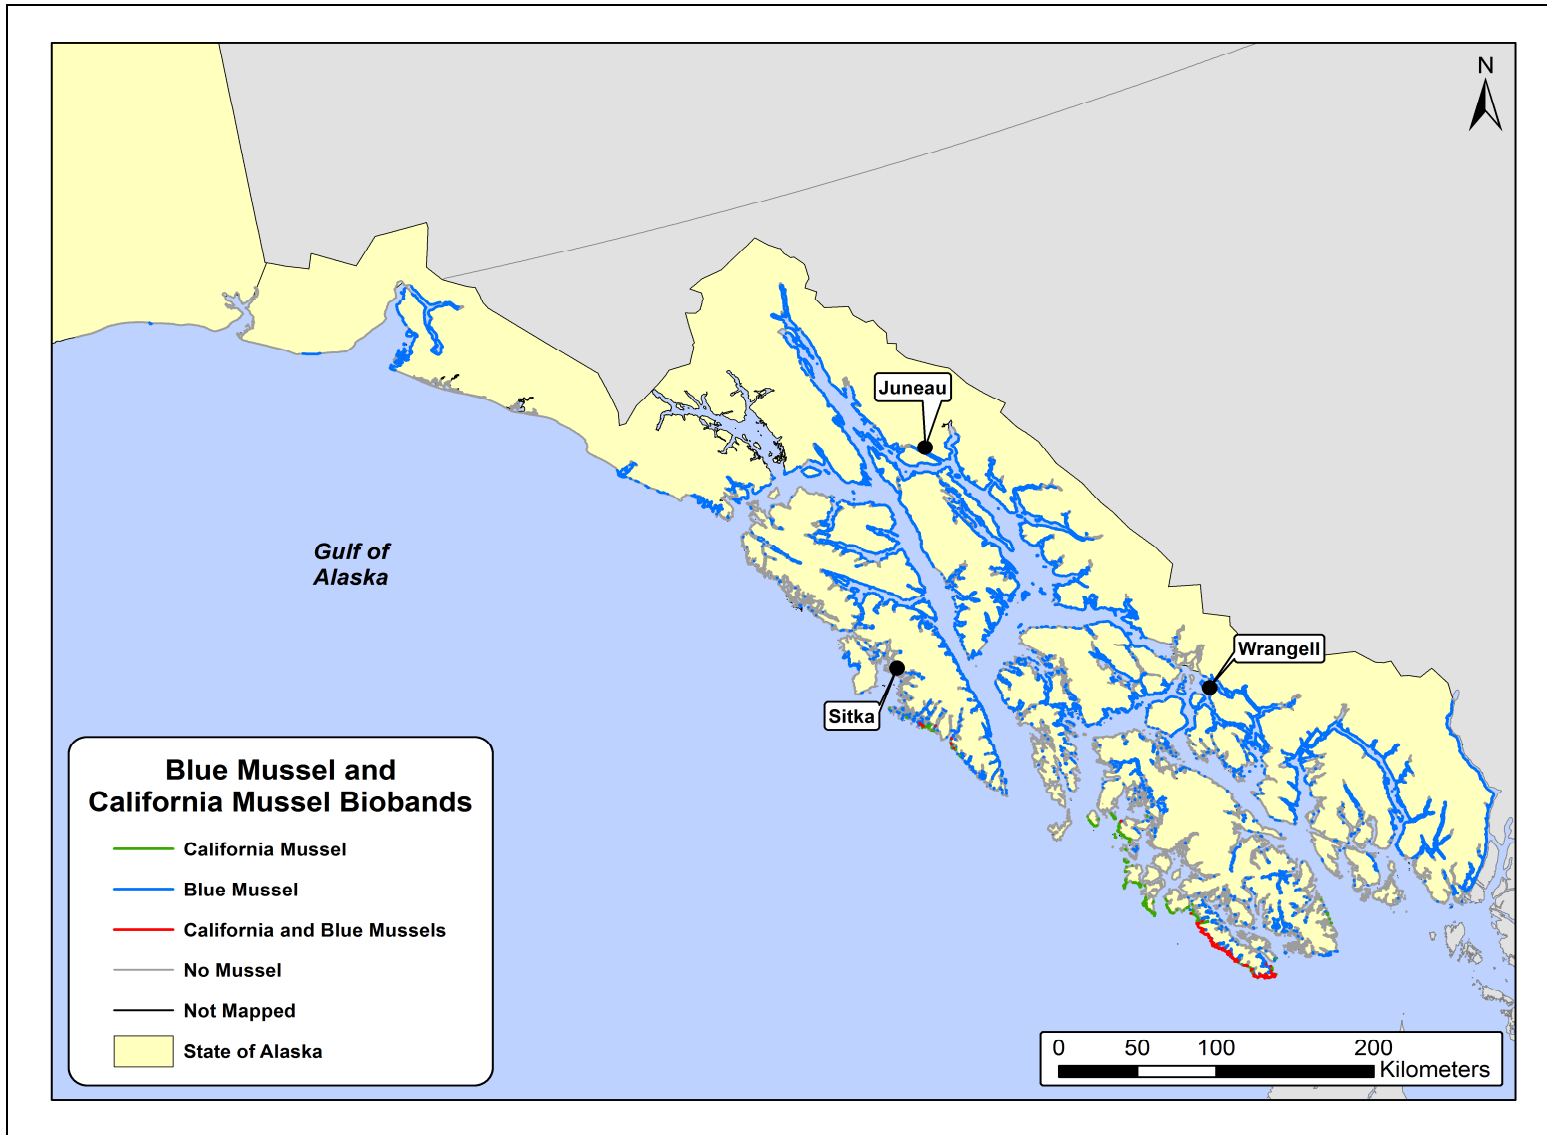 N
Juneau
Gulf of
Alaska
Wrangell
Sitka
Blue Mussel and
California Mussel Biobands
California Mussel
Blue Mussel
California and Blue Mussels
No Mussel
Not Mapped
State of Alaska
0 50 100 200
Kilometers